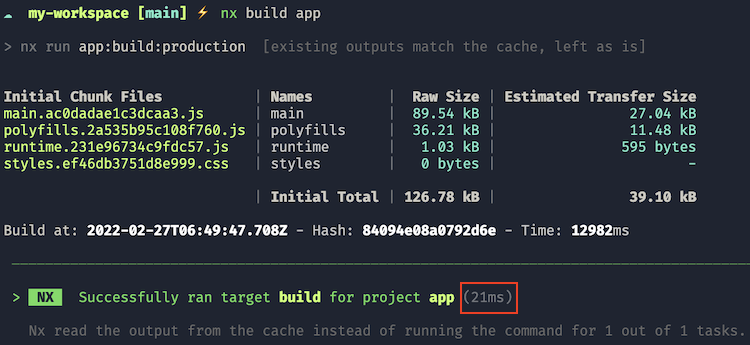 my-workspace [main] ⚡ nx build app
> nx run app:build:production [existing outputs match the cache, left as is]
Initial Chunk Files | Names | Raw Size | Estimated Transfer Size
main.ac0dadae1c3dcaa3.js | main | 89.54 kB | 27.04 kB
polyfills.2a535b95c108f760.js | polyfills | 36.21 kB | 11.48 kB
runtime.231e96734c9fdc57.js | runtime | 1.03 kB | 595 bytes
styles.ef46db3751d8e999.css | styles | 0 bytes | -
| Initial Total | 126.78 kB | 39.10 kB
Build at: 2022-02-27T06:49:47.708Z - Hash: 84094e08a0792d6e - Time: 12982ms
> NX Successfully ran target build for project app (21ms)
Nx read the output from the cache instead of running the command for 1 out of 1 tasks.